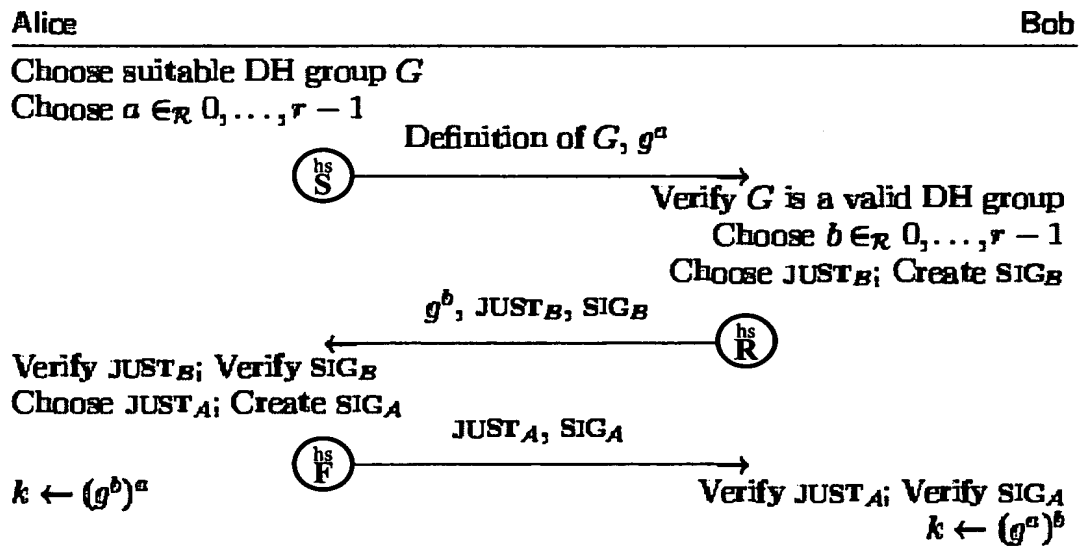 Alice Bob
Choose suitable DH group G
Choose a ∈_R 0, . . . , r − 1
Definition of G, g^a
hs
S
Verify G is a valid DH group
Choose b ∈_R 0, . . . , r − 1
Choose JUST_B; Create SIG_B
g^b, JUST_B, SIG_B
hs
R
Verify JUST_B; Verify SIG_B
Choose JUST_A; Create SIG_A
JUST_A, SIG_A
hs
F
k ← (g^b)^a
Verify JUST_A; Verify SIG_A
k ← (g^a)^b